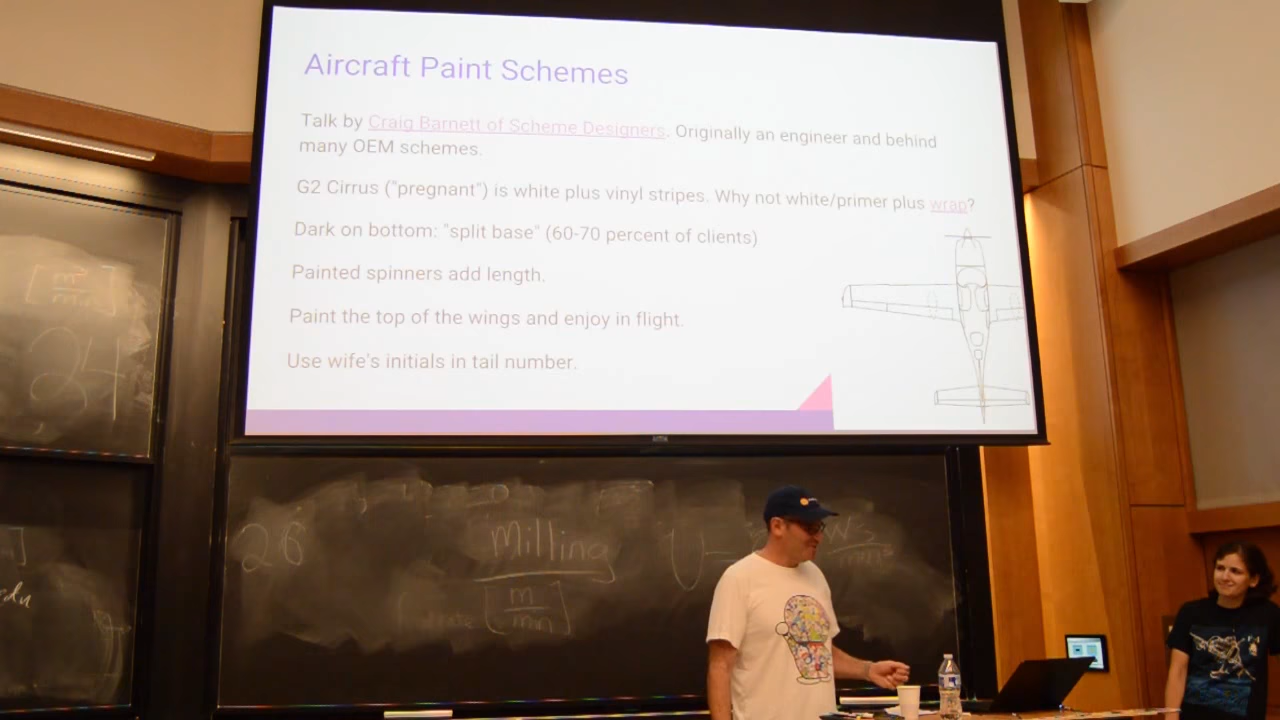 Aircraft Paint Schemes
Talk by Craig Barnett of Scheme Designers. Originally an engineer and behind
many OEM schemes.
G2 Cirrus ("pregnant") is white plus vinyl stripes. Why not white/primer plus wrap?
Dark on bottom: "split base" (60-70 percent of clients)
Painted spinners add length.
Paint the top of the wings and enjoy in flight.
Use wife's initials in tail number.
24
26
Milling
[m/min]